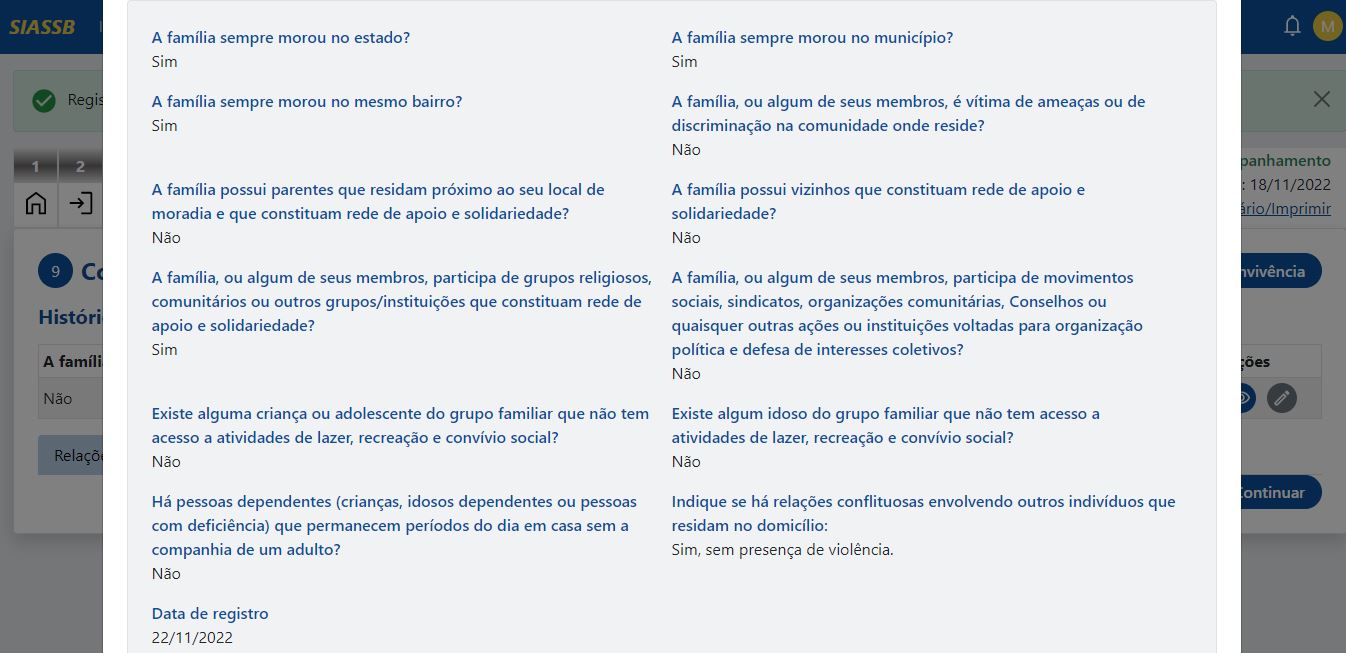 SIASSB
M
Regis
1
2
panhamento
: 18/11/2022
ário/Imprimir
9
Co
nvivência
Históri
A famíli
ções
Não
Relaçõe
Continuar
A família sempre morou no estado?
Sim
A família sempre morou no município?
Sim
A família sempre morou no mesmo bairro?
Sim
A família, ou algum de seus membros, é vítima de ameaças ou de
discriminação na comunidade onde reside?
Não
A família possui parentes que residam próximo ao seu local de
moradia e que constituam rede de apoio e solidariedade?
Não
A família possui vizinhos que constituam rede de apoio e
solidariedade?
Não
A família, ou algum de seus membros, participa de grupos religiosos,
comunitários ou outros grupos/instituições que constituam rede de
apoio e solidariedade?
Sim
A família, ou algum de seus membros, participa de movimentos
sociais, sindicatos, organizações comunitárias, Conselhos ou
quaisquer outras ações ou instituições voltadas para organização
política e defesa de interesses coletivos?
Não
Existe alguma criança ou adolescente do grupo familiar que não tem
acesso a atividades de lazer, recreação e convívio social?
Não
Existe algum idoso do grupo familiar que não tem acesso a
atividades de lazer, recreação e convívio social?
Não
Há pessoas dependentes (crianças, idosos dependentes ou pessoas
com deficiência) que permanecem períodos do dia em casa sem a
companhia de um adulto?
Não
Indique se há relações conflituosas envolvendo outros indivíduos que
residam no domicílio:
Sim, sem presença de violência.
Data de registro
22/11/2022